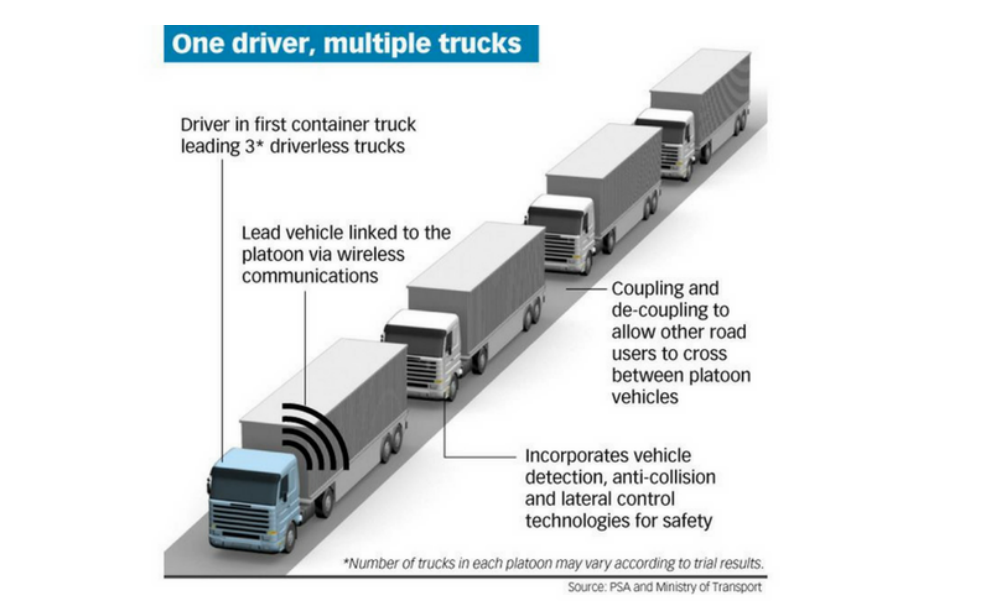 One driver, multiple trucks
Driver in first container truck
leading 3* driverless trucks
Lead vehicle linked to the
platoon via wireless
communications
Coupling and
de-coupling to
allow other road
users to cross
between platoon
vehicles
Incorporates vehicle
detection, anti-collision
and lateral control
technologies for safety
*Number of trucks in each platoon may vary according to trial results.
Source: PSA and Ministry of Transport